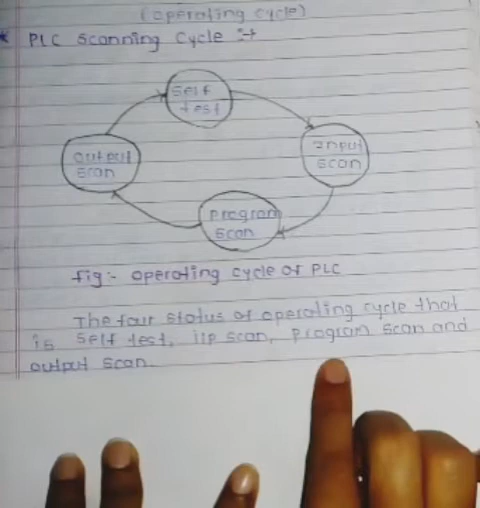 (operating cycle)
* PLC Scanning Cycle :→
Self
test
Input
scan
program
scan
output
scan
fig:- operating cycle of PLC
The four status of operating cycle that
is Self test, i/p scan, program scan and
output scan.